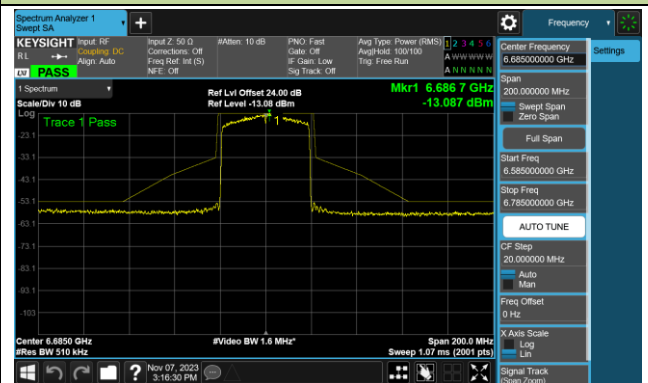 Spectrum Analyzer 1
Swept SA
Frequency
KEYSIGHT
Input: RF
Coupling: DC
Align: Auto
Input Z: 50 Ω
Corrections: Off
Freq Ref: Int (S)
NFE: Off
#Atten: 10 dB
PNO: Fast
Gate: Off
IF Gain: Low
Sig Track: Off
Avg Type: Power (RMS)
Avg|Hold: 100/100
Trig: Free Run
1 2 3 4 5 6
A W W W W W
A N N N N N
RL
LXI
PASS
1 Spectrum
Scale/Div 10 dB
Ref Lvl Offset 24.00 dB
Ref Level -13.08 dBm
Mkr1 6.686 7 GHz
-13.087 dBm
Log
Trace 1 Pass
1
-23.1
-33.1
-43.1
-53.1
-63.1
-73.1
-83.1
-93.1
-103
Center 6.6850 GHz
#Video BW 1.6 MHz*
Span 200.0 MHz
#Res BW 510 kHz
Sweep 1.07 ms (2001 pts)
Nov 07, 2023
3:16:30 PM
?
Center Frequency
6.685000000 GHz
Settings
Span
200.000000 MHz
Swept Span
Zero Span
Full Span
Start Freq
6.585000000 GHz
Stop Freq
6.785000000 GHz
AUTO TUNE
CF Step
20.000000 MHz
Auto
Man
Freq Offset
0 Hz
X Axis Scale
Log
Lin
Signal Track
(Span Zoom)